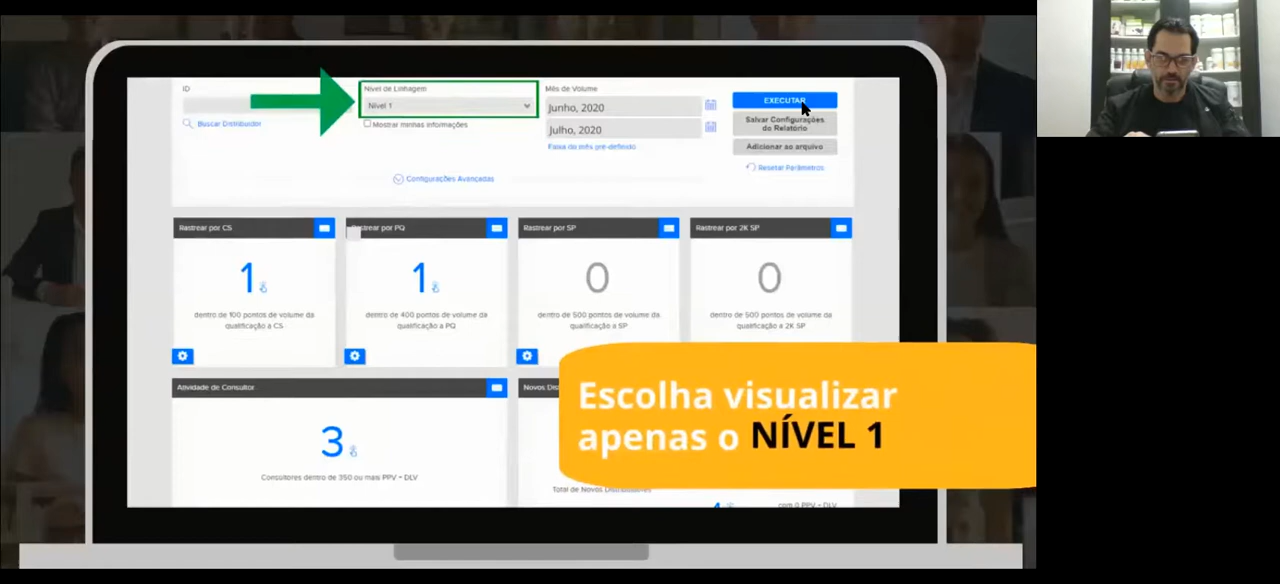 ID
Buscar Distribuidor
Nível de Linhagem
Nível 1
Mostrar minhas informações
Mês de Volume
Junho, 2020
Julho, 2020
Faixa do mês pré-definido
EXECUTAR
Salvar Configurações
do Relatório
Adicionar ao arquivo
Resetar Parâmetros
Configurações Avançadas
Rastrear por CS
1
dentro de 100 pontos de volume da
qualificação a CS
Rastrear por PQ
1
dentro de 400 pontos de volume da
qualificação a PQ
Rastrear por SP
0
dentro de 500 pontos de volume da
qualificação a SP
Rastrear por 2K SP
0
dentro de 500 pontos de volume da
qualificação a 2K SP
Atividade de Consultor
3
Consultores dentro de 350 ou mais PPV + DLV
Novos
Total de Novos Distribuidores
com 0 PPV + DLV
Escolha visualizar
apenas o NÍVEL 1